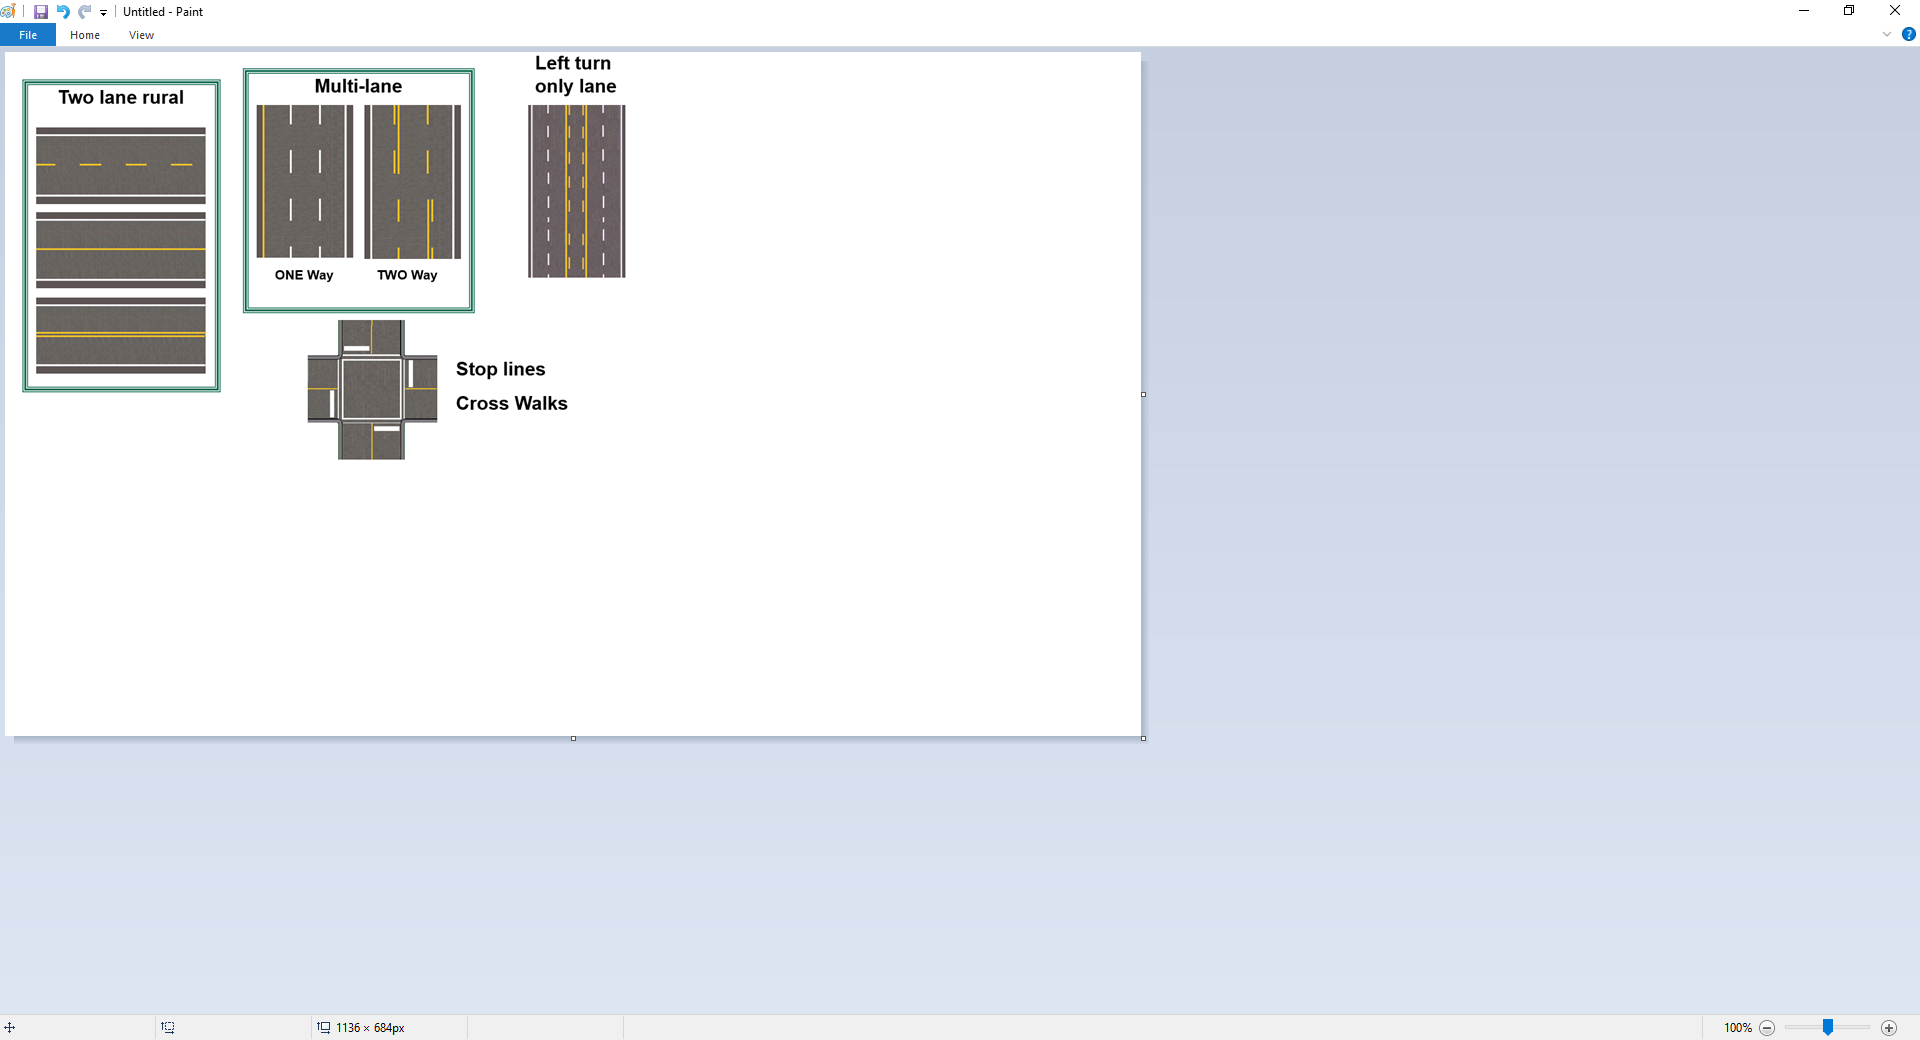 Untitled - Paint
File Home View
Two lane rural
Multi-lane
ONE Way TWO Way
Left turn
only lane
Stop lines
Cross Walks
1136 × 684px
100%